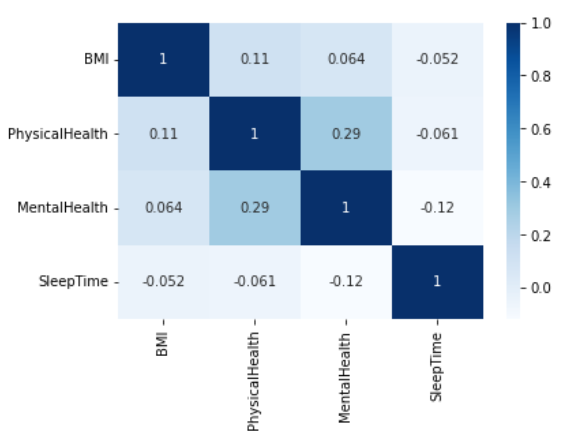 BMI 1 0.11 0.064 -0.052
PhysicalHealth 0.11 1 0.29 -0.061
MentalHealth 0.064 0.29 1 -0.12
SleepTime -0.052 -0.061 -0.12 1
BMI
PhysicalHealth
MentalHealth
SleepTime
1.0
0.8
0.6
0.4
0.2
0.0